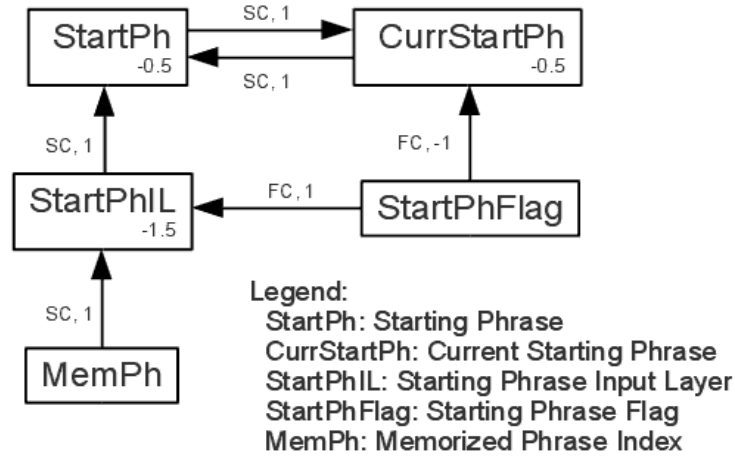 SC, 1
StartPh
-0.5
CurrStartPh
-0.5
SC, 1
SC, 1
FC, -1
StartPhIL
-1.5
FC, 1
StartPhFlag
SC, 1
MemPh
Legend:
StartPh: Starting Phrase
CurrStartPh: Current Starting Phrase
StartPhIL: Starting Phrase Input Layer
StartPhFlag: Starting Phrase Flag
MemPh: Memorized Phrase Index